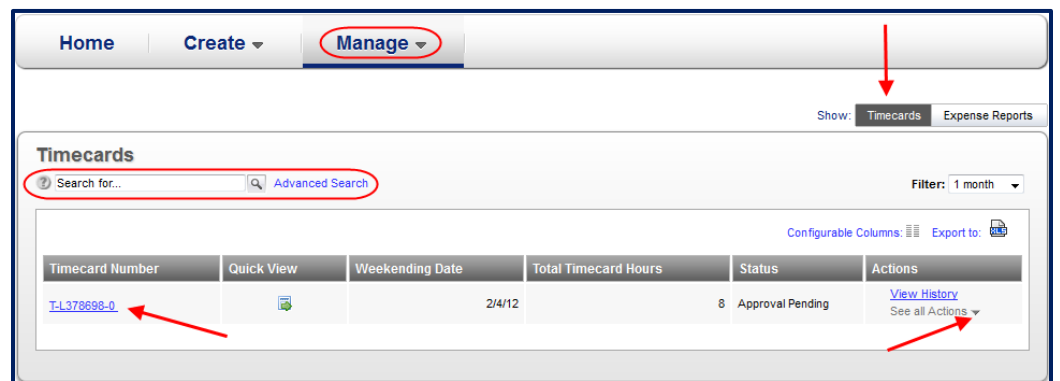 Home Create Manage
Show: Timecards Expense Reports
Timecards
? Search for... Advanced Search Filter: 1 month
Configurable Columns: Export to: XLS
Timecard Number Quick View Weekending Date Total Timecard Hours Status Actions
T-L378698-0 2/4/12 8 Approval Pending View History
See all Actions